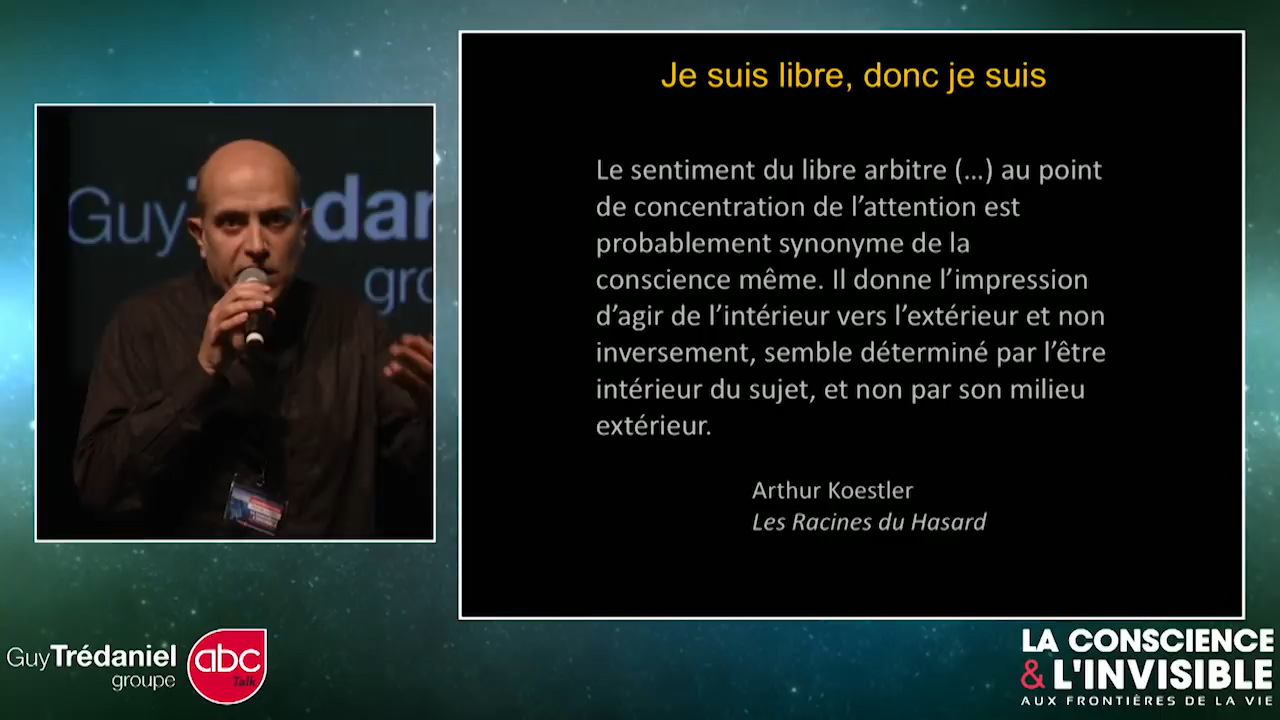 Je suis libre, donc je suis
Le sentiment du libre arbitre (…) au point
de concentration de l’attention est
probablement synonyme de la
conscience même. Il donne l’impression
d’agir de l’intérieur vers l’extérieur et non
inversement, semble déterminé par l’être
intérieur du sujet, et non par son milieu
extérieur.
Arthur Koestler
Les Racines du Hasard
Guy
dan
gro
Guy Trédaniel
groupe
abc
Talk
LA CONSCIENCE
& L'INVISIBLE
AUX FRONTIÈRES DE LA VIE